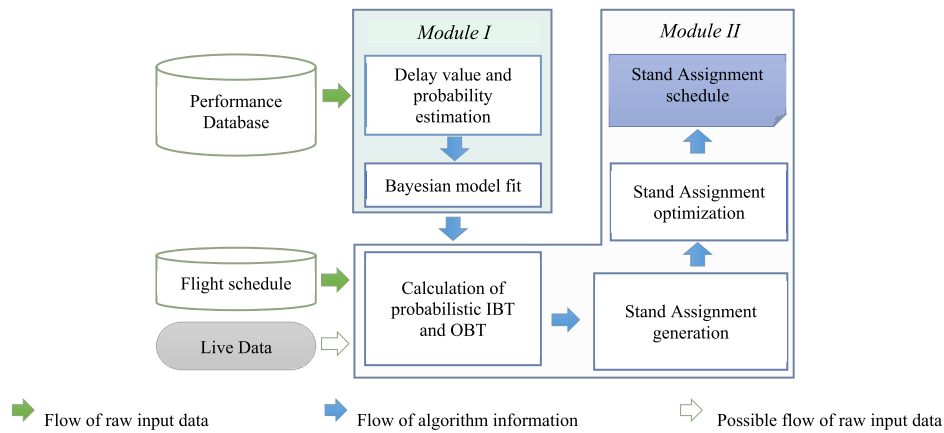 Module I
Module II
Performance
Database
Delay value and
probability
estimation
Stand Assignment
schedule
Bayesian model fit
Stand Assignment
optimization
Flight schedule
Calculation of
probabilistic IBT
and OBT
Stand Assignment
generation
Live Data
Flow of raw input data
Flow of algorithm information
Possible flow of raw input data